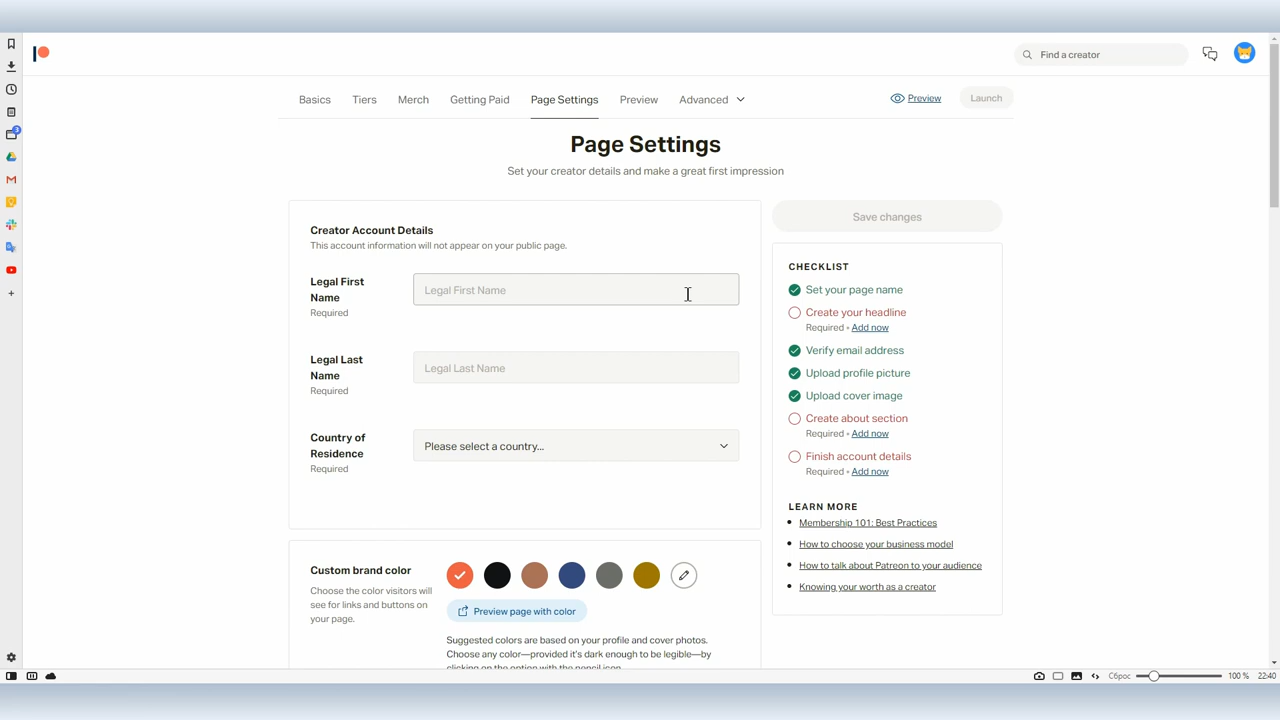 Find a creator
Basics Tiers Merch Getting Paid Page Settings Preview Advanced Preview Launch
Page Settings
Set your creator details and make a great first impression
Creator Account Details
This account information will not appear on your public page.
Legal First
Name
Required
Legal First Name
Legal Last
Name
Required
Legal Last Name
Country of
Residence
Required
Please select a country...
Custom brand color
Choose the color visitors will
see for links and buttons on
your page.
Preview page with color
Suggested colors are based on your profile and cover photos.
Choose any color—provided it's dark enough to be legible—by
clicking on the option with the pencil icon.
Save changes
CHECKLIST
Set your page name
Create your headline
Required • Add now
Verify email address
Upload profile picture
Upload cover image
Create about section
Required • Add now
Finish account details
Required • Add now
LEARN MORE
Membership 101: Best Practices
How to choose your business model
How to talk about Patreon to your audience
Knowing your worth as a creator
3
Сброс 100 % 22:40